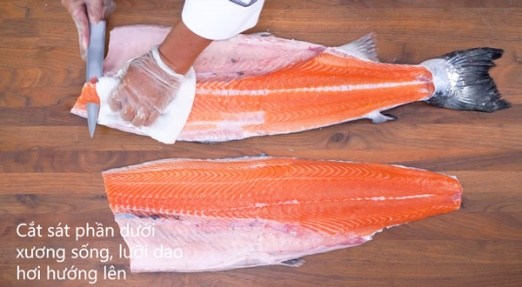 Cắt sát phần dưới
xương sống, lưỡi dao
hơi hướng lên